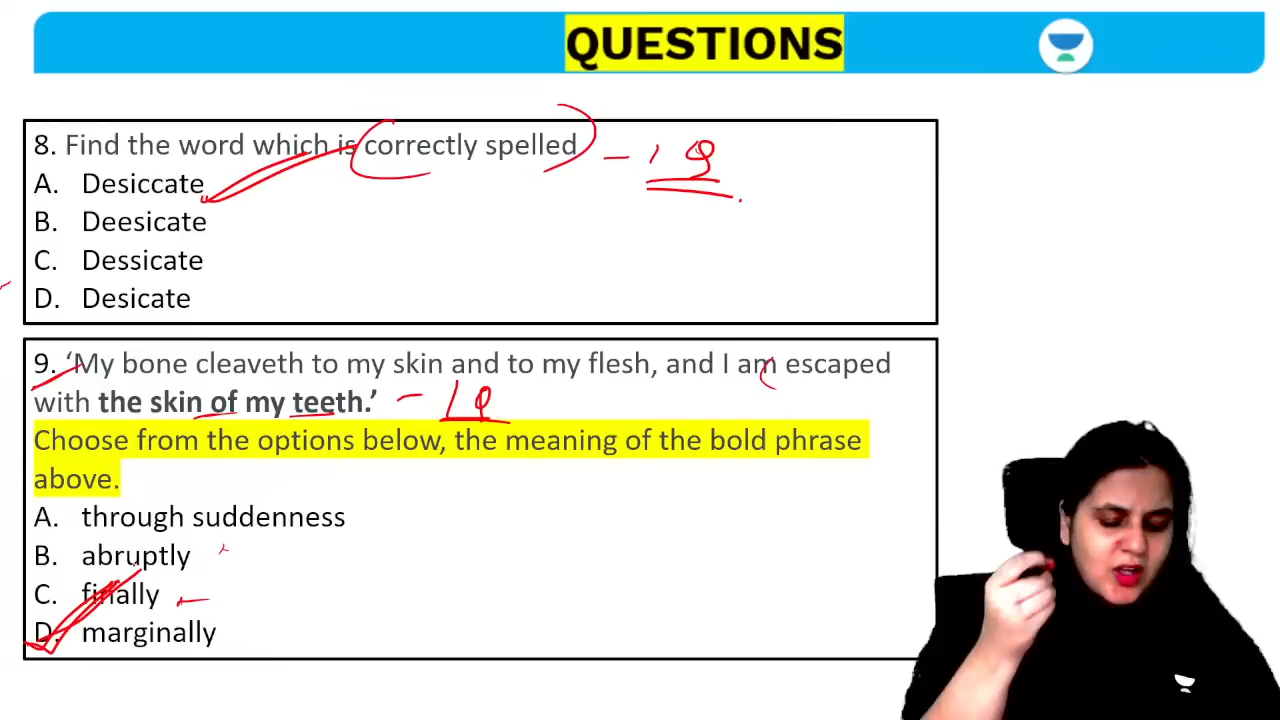 QUESTIONS
8. Find the word which is correctly spelled
A. Desiccate
B. Deesicate
C. Dessicate
D. Desicate
9. ‘My bone cleaveth to my skin and to my flesh, and I am escaped
with the skin of my teeth.’
Choose from the options below, the meaning of the bold phrase
above.
A. through suddenness
B. abruptly
C. finally
D. marginally